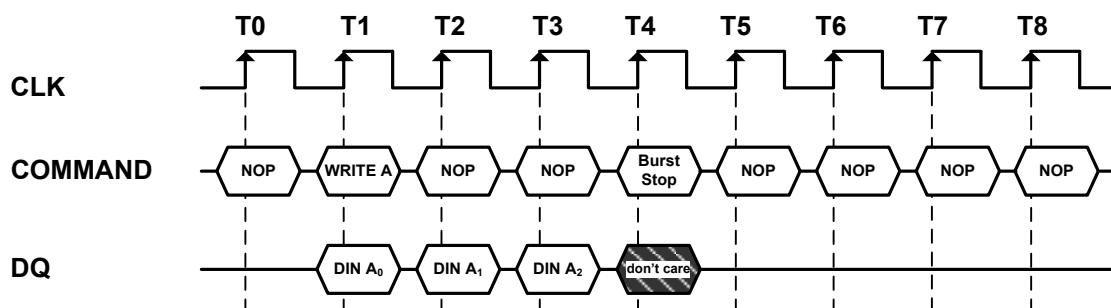 T0 T1 T2 T3 T4 T5 T6 T7 T8
CLK
COMMAND NOP WRITE A NOP NOP Burst Stop NOP NOP NOP NOP
DQ DIN A₀ DIN A₁ DIN A₂ don't care